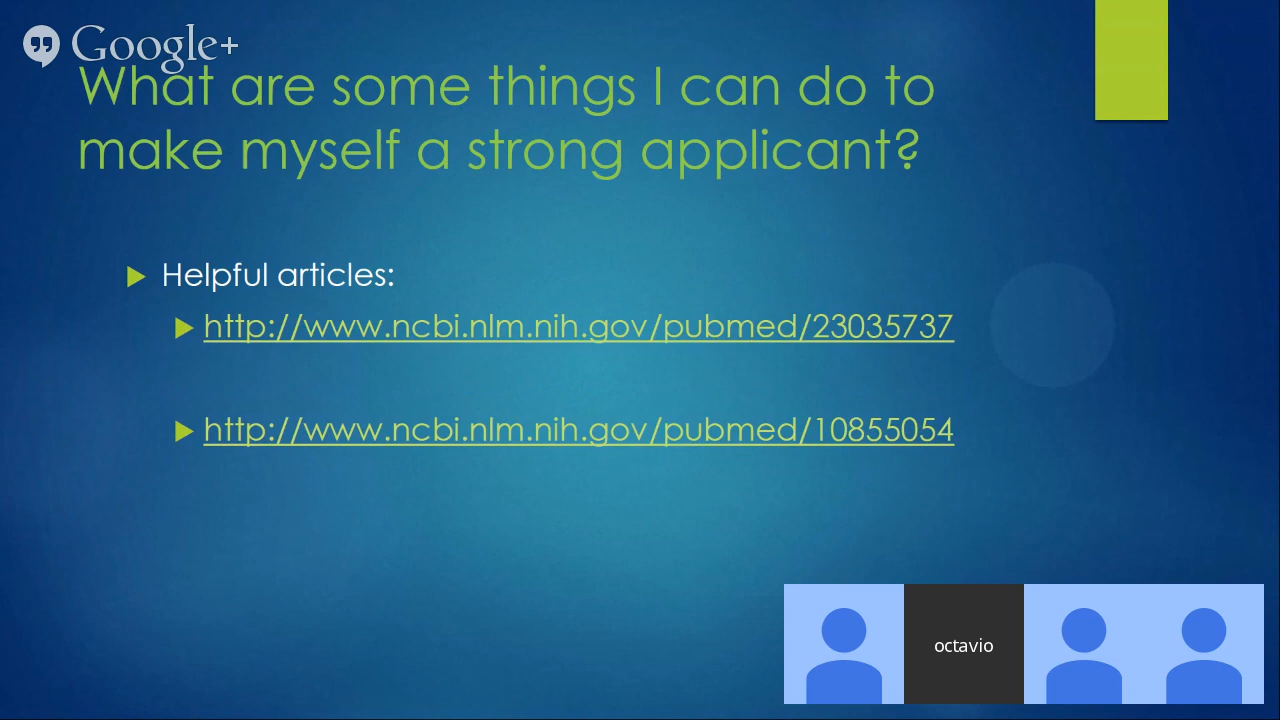 Google+
What are some things I can do to
make myself a strong applicant?
Helpful articles:
http://www.ncbi.nlm.nih.gov/pubmed/23035737
http://www.ncbi.nlm.nih.gov/pubmed/10855054
octavio